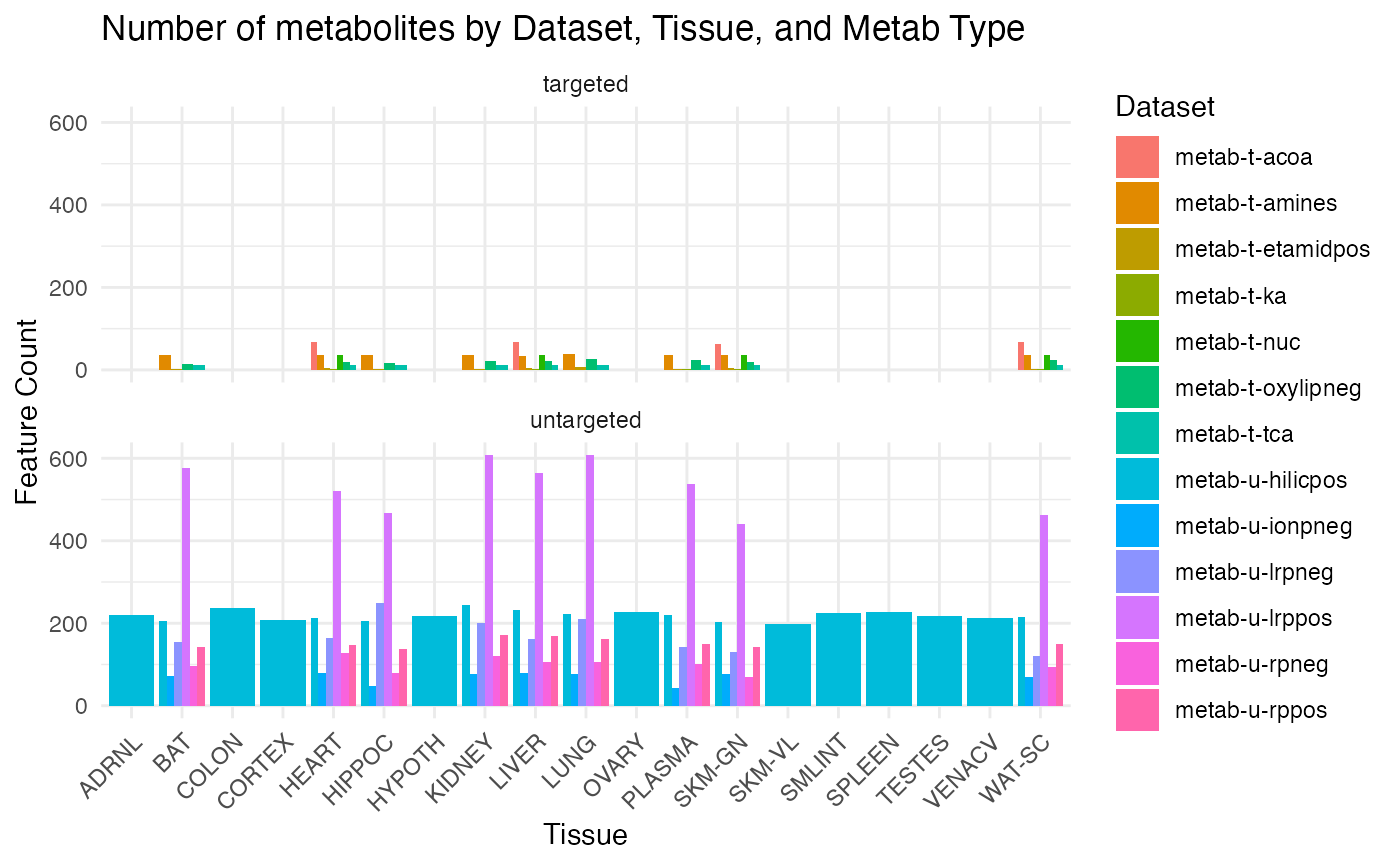 Number of metabolites by Dataset, Tissue, and Metab Type
targeted
600
400
200
0
untargeted
600
400
200
0
Feature Count
ADRNL
BAT
COLON
CORTEX
HEART
HIPPOC
HYPOTH
KIDNEY
LIVER
LUNG
OVARY
PLASMA
SKM-GN
SKM-VL
SMLINT
SPLEEN
TESTES
VENACV
WAT-SC
Tissue
Dataset
metab-t-acoa
metab-t-amines
metab-t-etamidpos
metab-t-ka
metab-t-nuc
metab-t-oxylipneg
metab-t-tca
metab-u-hilicpos
metab-u-ionpneg
metab-u-lrpneg
metab-u-lrppos
metab-u-rpneg
metab-u-rppos